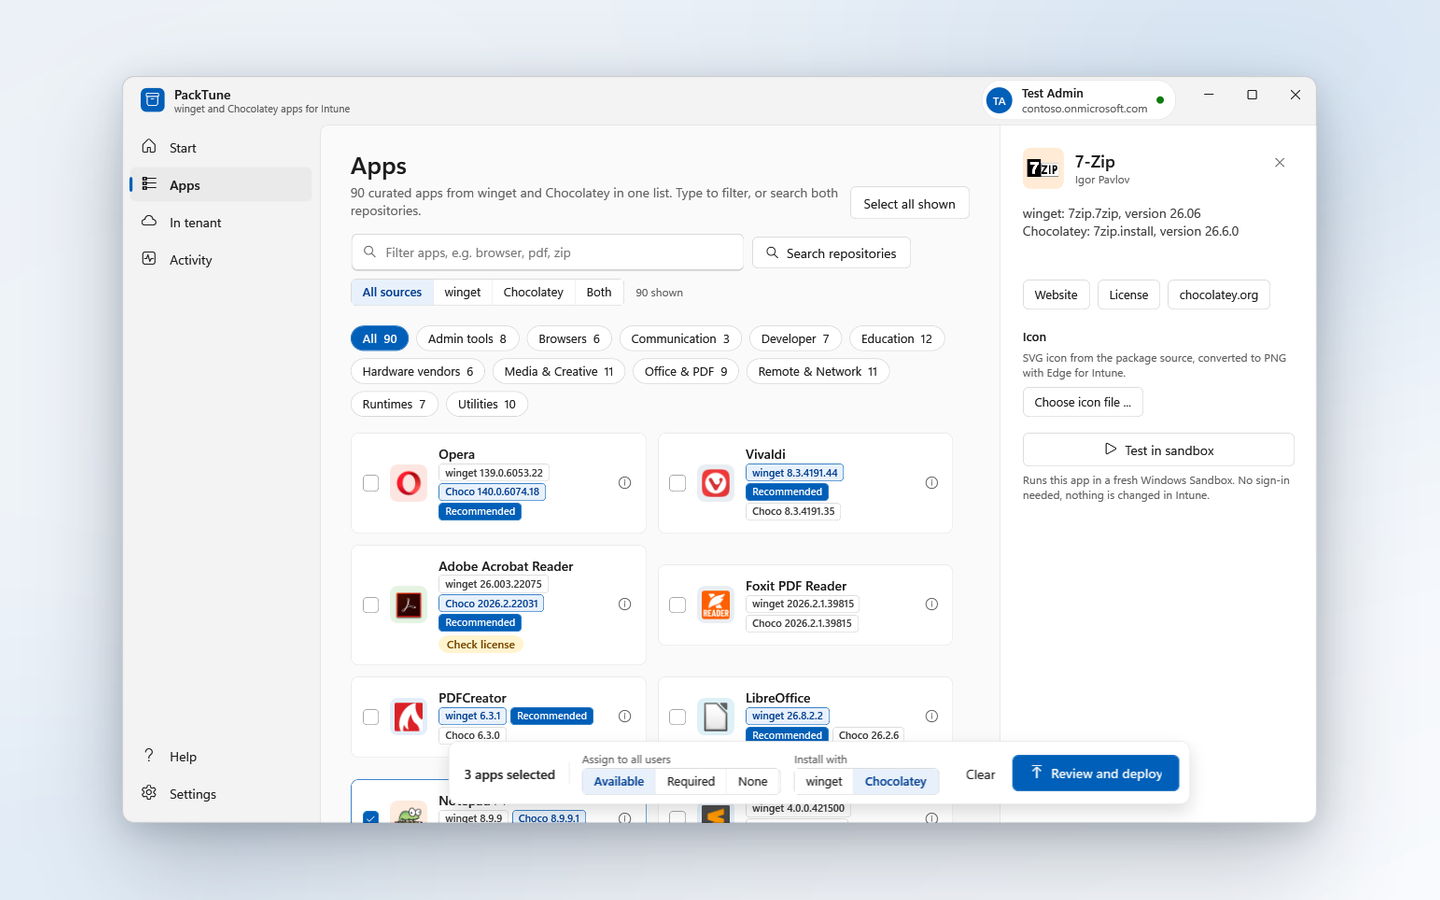 PackTune
winget and Chocolatey apps for Intune
TA
Test Admin
contoso.onmicrosoft.com
Start
Apps
In tenant
Activity
Help
Settings
Apps
90 curated apps from winget and Chocolatey in one list. Type to filter, or search both
repositories.
Select all shown
Filter apps, e.g. browser, pdf, zip
Search repositories
All sources winget Chocolatey Both 90 shown
All 90 Admin tools 8 Browsers 6 Communication 3 Developer 7 Education 12
Hardware vendors 6 Media & Creative 11 Office & PDF 9 Remote & Network 11
Runtimes 7 Utilities 10
Opera
winget 139.0.6053.22
Choco 140.0.6074.18
Recommended
Vivaldi
winget 8.3.4191.44
Recommended
Choco 8.3.4191.35
Adobe Acrobat Reader
winget 26.003.22075
Choco 2026.2.22031
Recommended
Check license
READER
Foxit PDF Reader
winget 2026.2.1.39815
Choco 2026.2.1.39815
PDFCreator
winget 6.3.1 Recommended
Choco 6.3.0
LibreOffice
winget 26.8.2.2
Recommended Choco 26.2.6
winget 8.9.9 Choco 8.9.9.1
winget 4.0.0.421500
3 apps selected
Assign to all users
Available Required None
Install with
winget Chocolatey
Clear
Review and deploy
7ZIP
7-Zip
Igor Pavlov
winget: 7zip.7zip, version 26.06
Chocolatey: 7zip.install, version 26.6.0
Website License chocolatey.org
Icon
SVG icon from the package source, converted to PNG
with Edge for Intune.
Choose icon file ...
Test in sandbox
Runs this app in a fresh Windows Sandbox. No sign-in
needed, nothing is changed in Intune.